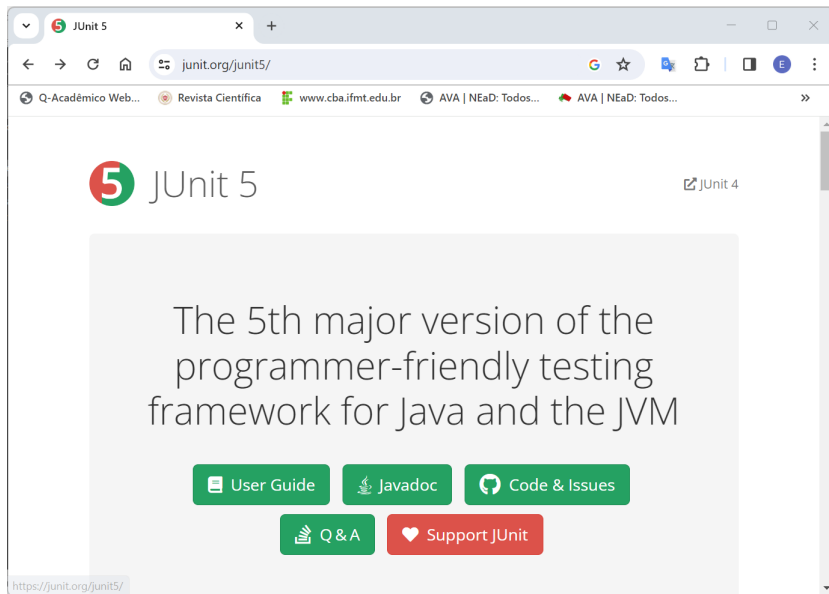 JUnit 5
junit.org/junit5/
E
Q-Acadêmico Web...
Revista Científica
www.cba.ifmt.edu.br
AVA | NEaD: Todos...
AVA | NEaD: Todos...
5
JUnit 5
JUnit 4
The 5th major version of the
programmer-friendly testing
framework for Java and the JVM
User Guide
Javadoc
Code & Issues
Q & A
Support JUnit
https://junit.org/junit5/